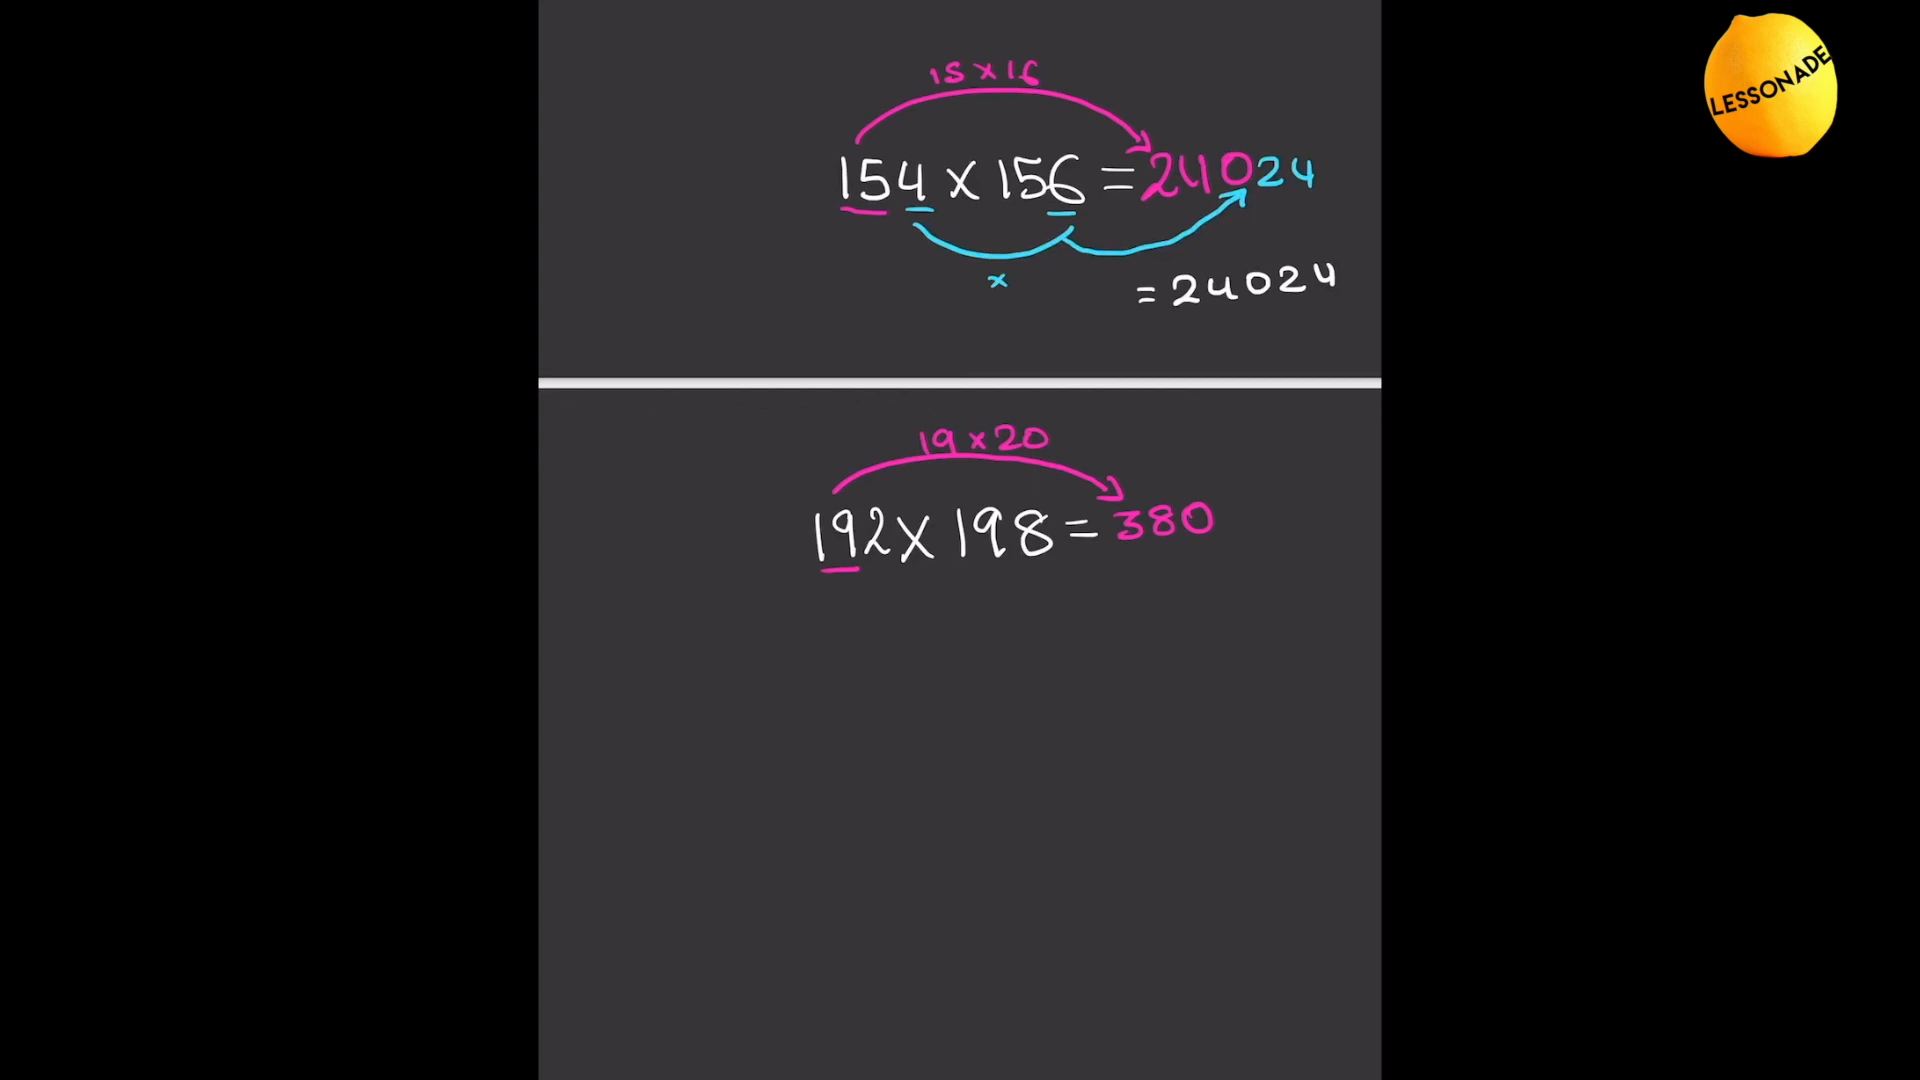 LESSONADE
15 x 16
154 x 156 = 24024
x
= 24024
19 x 20
192 x 198 = 380